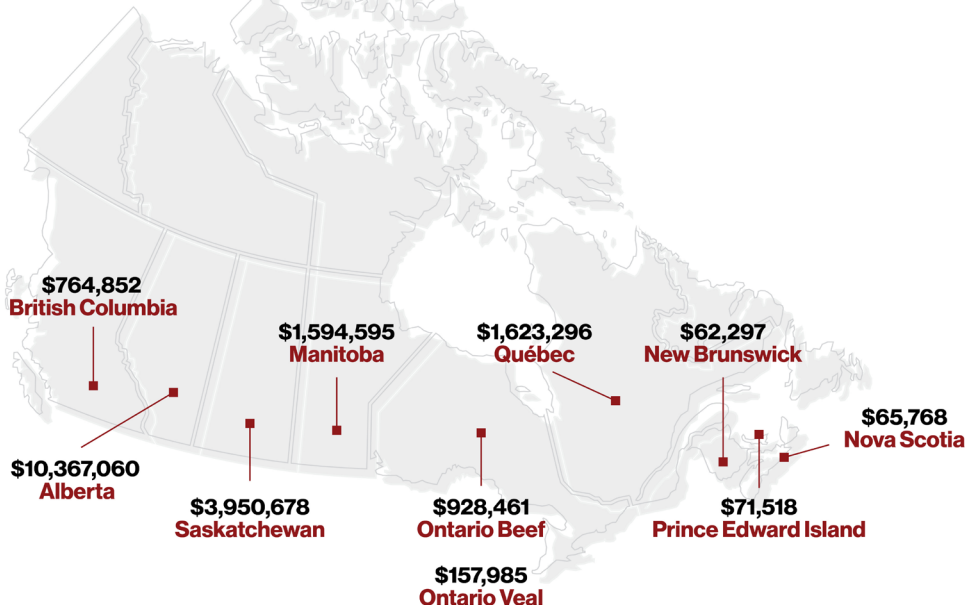 $764,852
British Columbia
$1,594,595
Manitoba
$1,623,296
Québec
$62,297
New Brunswick
$65,768
Nova Scotia
$10,367,060
Alberta
$3,950,678
Saskatchewan
$928,461
Ontario Beef
$71,518
Prince Edward Island
$157,985
Ontario Veal